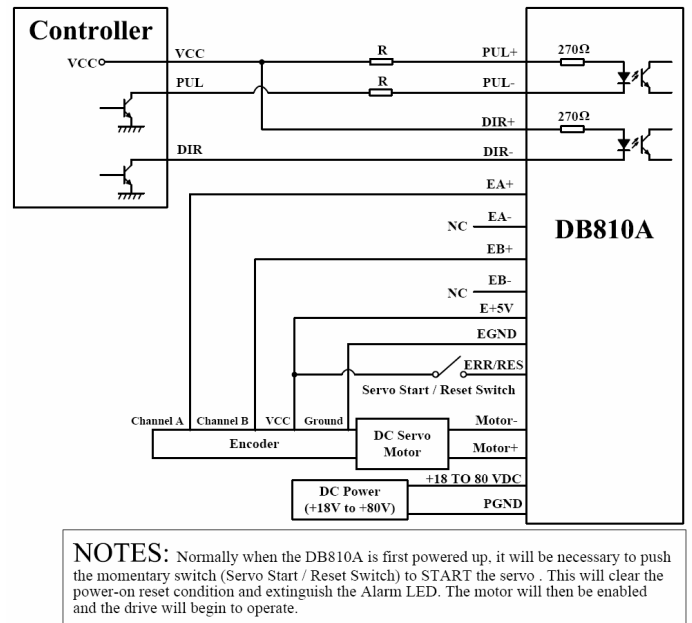 Controller
VCC
VCC
R
PUL+
270Ω
PUL
R
PUL-
DIR+
270Ω
DIR
DIR-
EA+
EA-
NC
DB810A
EB+
EB-
NC
E+5V
EGND
ERR/RES
Servo Start / Reset Switch
Channel A Channel B VCC Ground
Encoder
DC Servo
Motor
Motor-
Motor+
DC Power
(+18V to +80V)
+18 TO 80 VDC
PGND
NOTES: Normally when the DB810A is first powered up, it will be necessary to push
the momentary switch (Servo Start / Reset Switch) to START the servo . This will clear the
power-on reset condition and extinguish the Alarm LED. The motor will then be enabled
and the drive will begin to operate.